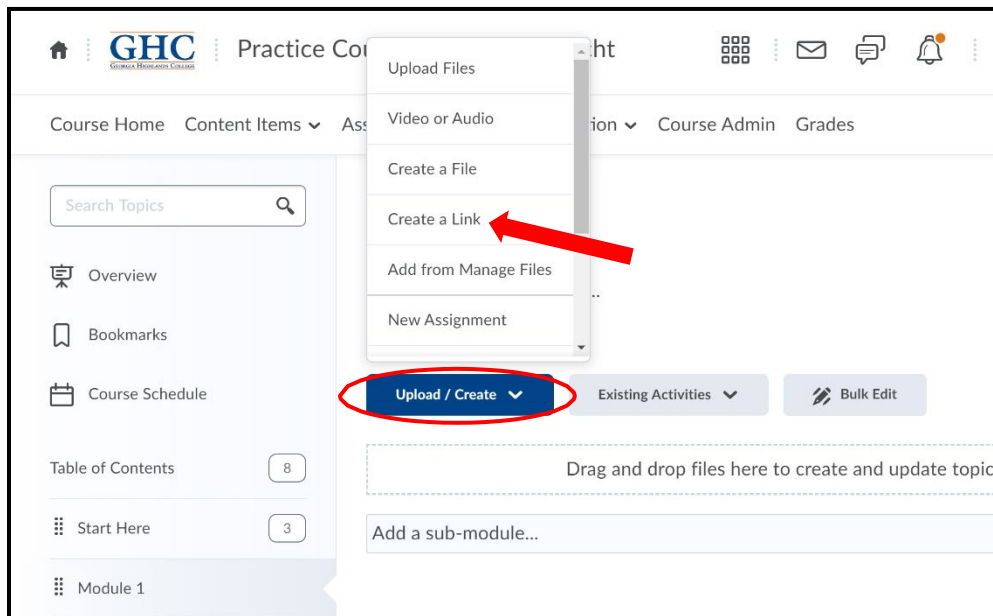 GHC
GEORGIA HIGHLANDS COLLEGE
Practice Cou
ht
Upload Files
Video or Audio
Create a File
Create a Link
Add from Manage Files
New Assignment
Course Home Content Items Ass ion Course Admin Grades
Search Topics
Overview
Bookmarks
Course Schedule
...
Upload / Create Existing Activities Bulk Edit
Table of Contents 8
Drag and drop files here to create and update topic
Start Here 3
Add a sub-module...
Module 1